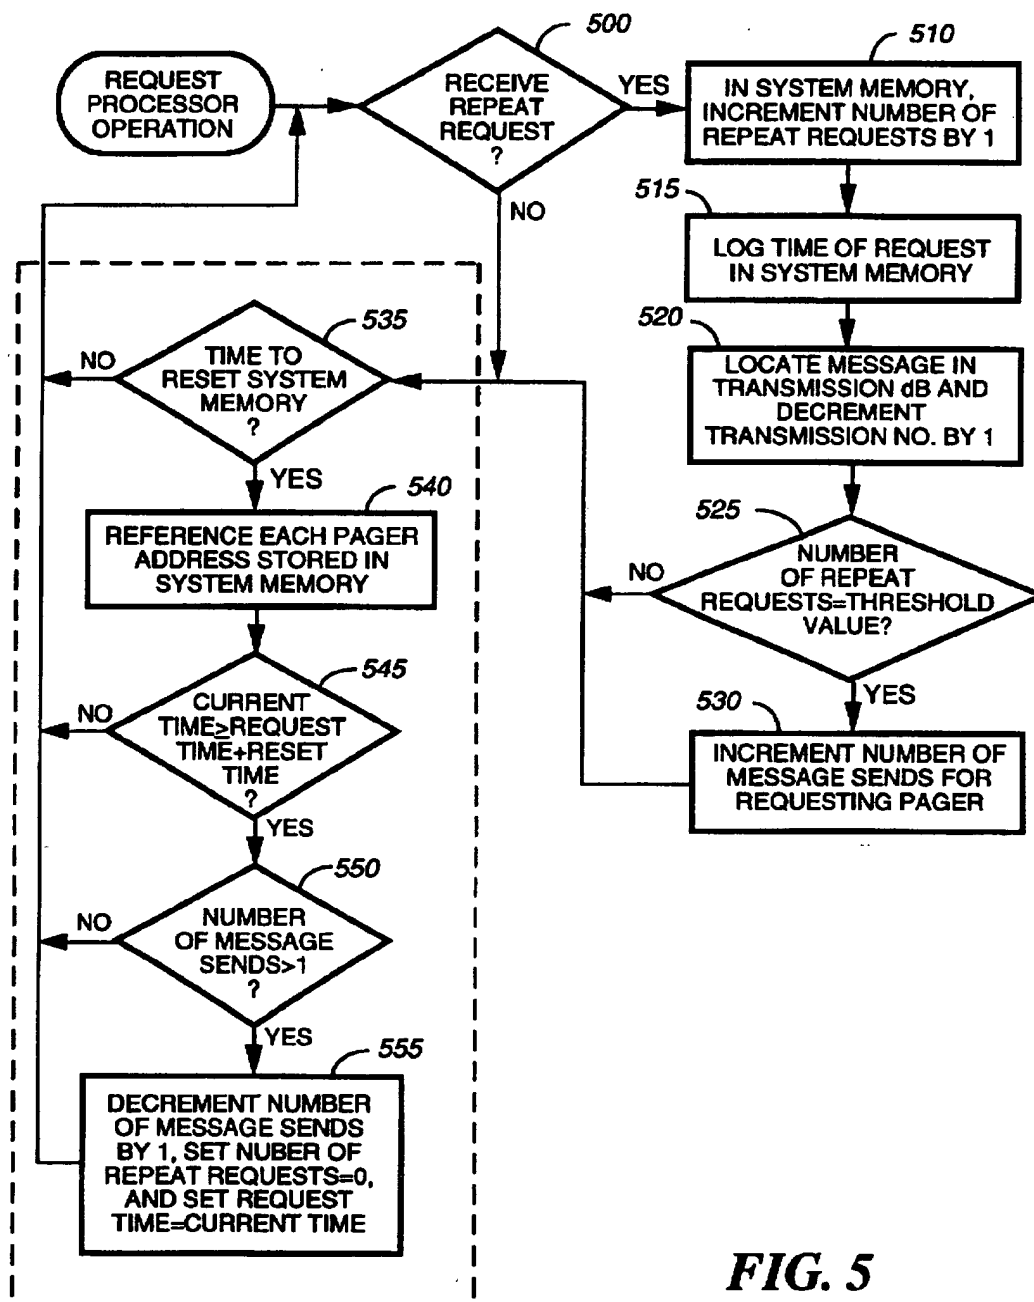 REQUEST
PROCESSOR
OPERATION
500
RECEIVE
REPEAT
REQUEST
?
YES
NO
510
IN SYSTEM MEMORY,
INCREMENT NUMBER OF
REPEAT REQUESTS BY 1
515
LOG TIME OF REQUEST
IN SYSTEM MEMORY
520
LOCATE MESSAGE IN
TRANSMISSION dB AND
DECREMENT
TRANSMISSION NO. BY 1
525
NUMBER
OF REPEAT
REQUESTS=THRESHOLD
VALUE?
NO
YES
530
INCREMENT NUMBER OF
MESSAGE SENDS FOR
REQUESTING PAGER
535
TIME TO
RESET SYSTEM
MEMORY
?
NO
YES
540
REFERENCE EACH PAGER
ADDRESS STORED IN
SYSTEM MEMORY
545
CURRENT
TIME≥REQUEST
TIME+RESET
TIME
?
NO
YES
550
NUMBER
OF MESSAGE
SENDS>1
?
NO
YES
555
DECREMENT NUMBER
OF MESSAGE SENDS
BY 1, SET NUBER OF
REPEAT REQUESTS=0,
AND SET REQUEST
TIME=CURRENT TIME
FIG. 5